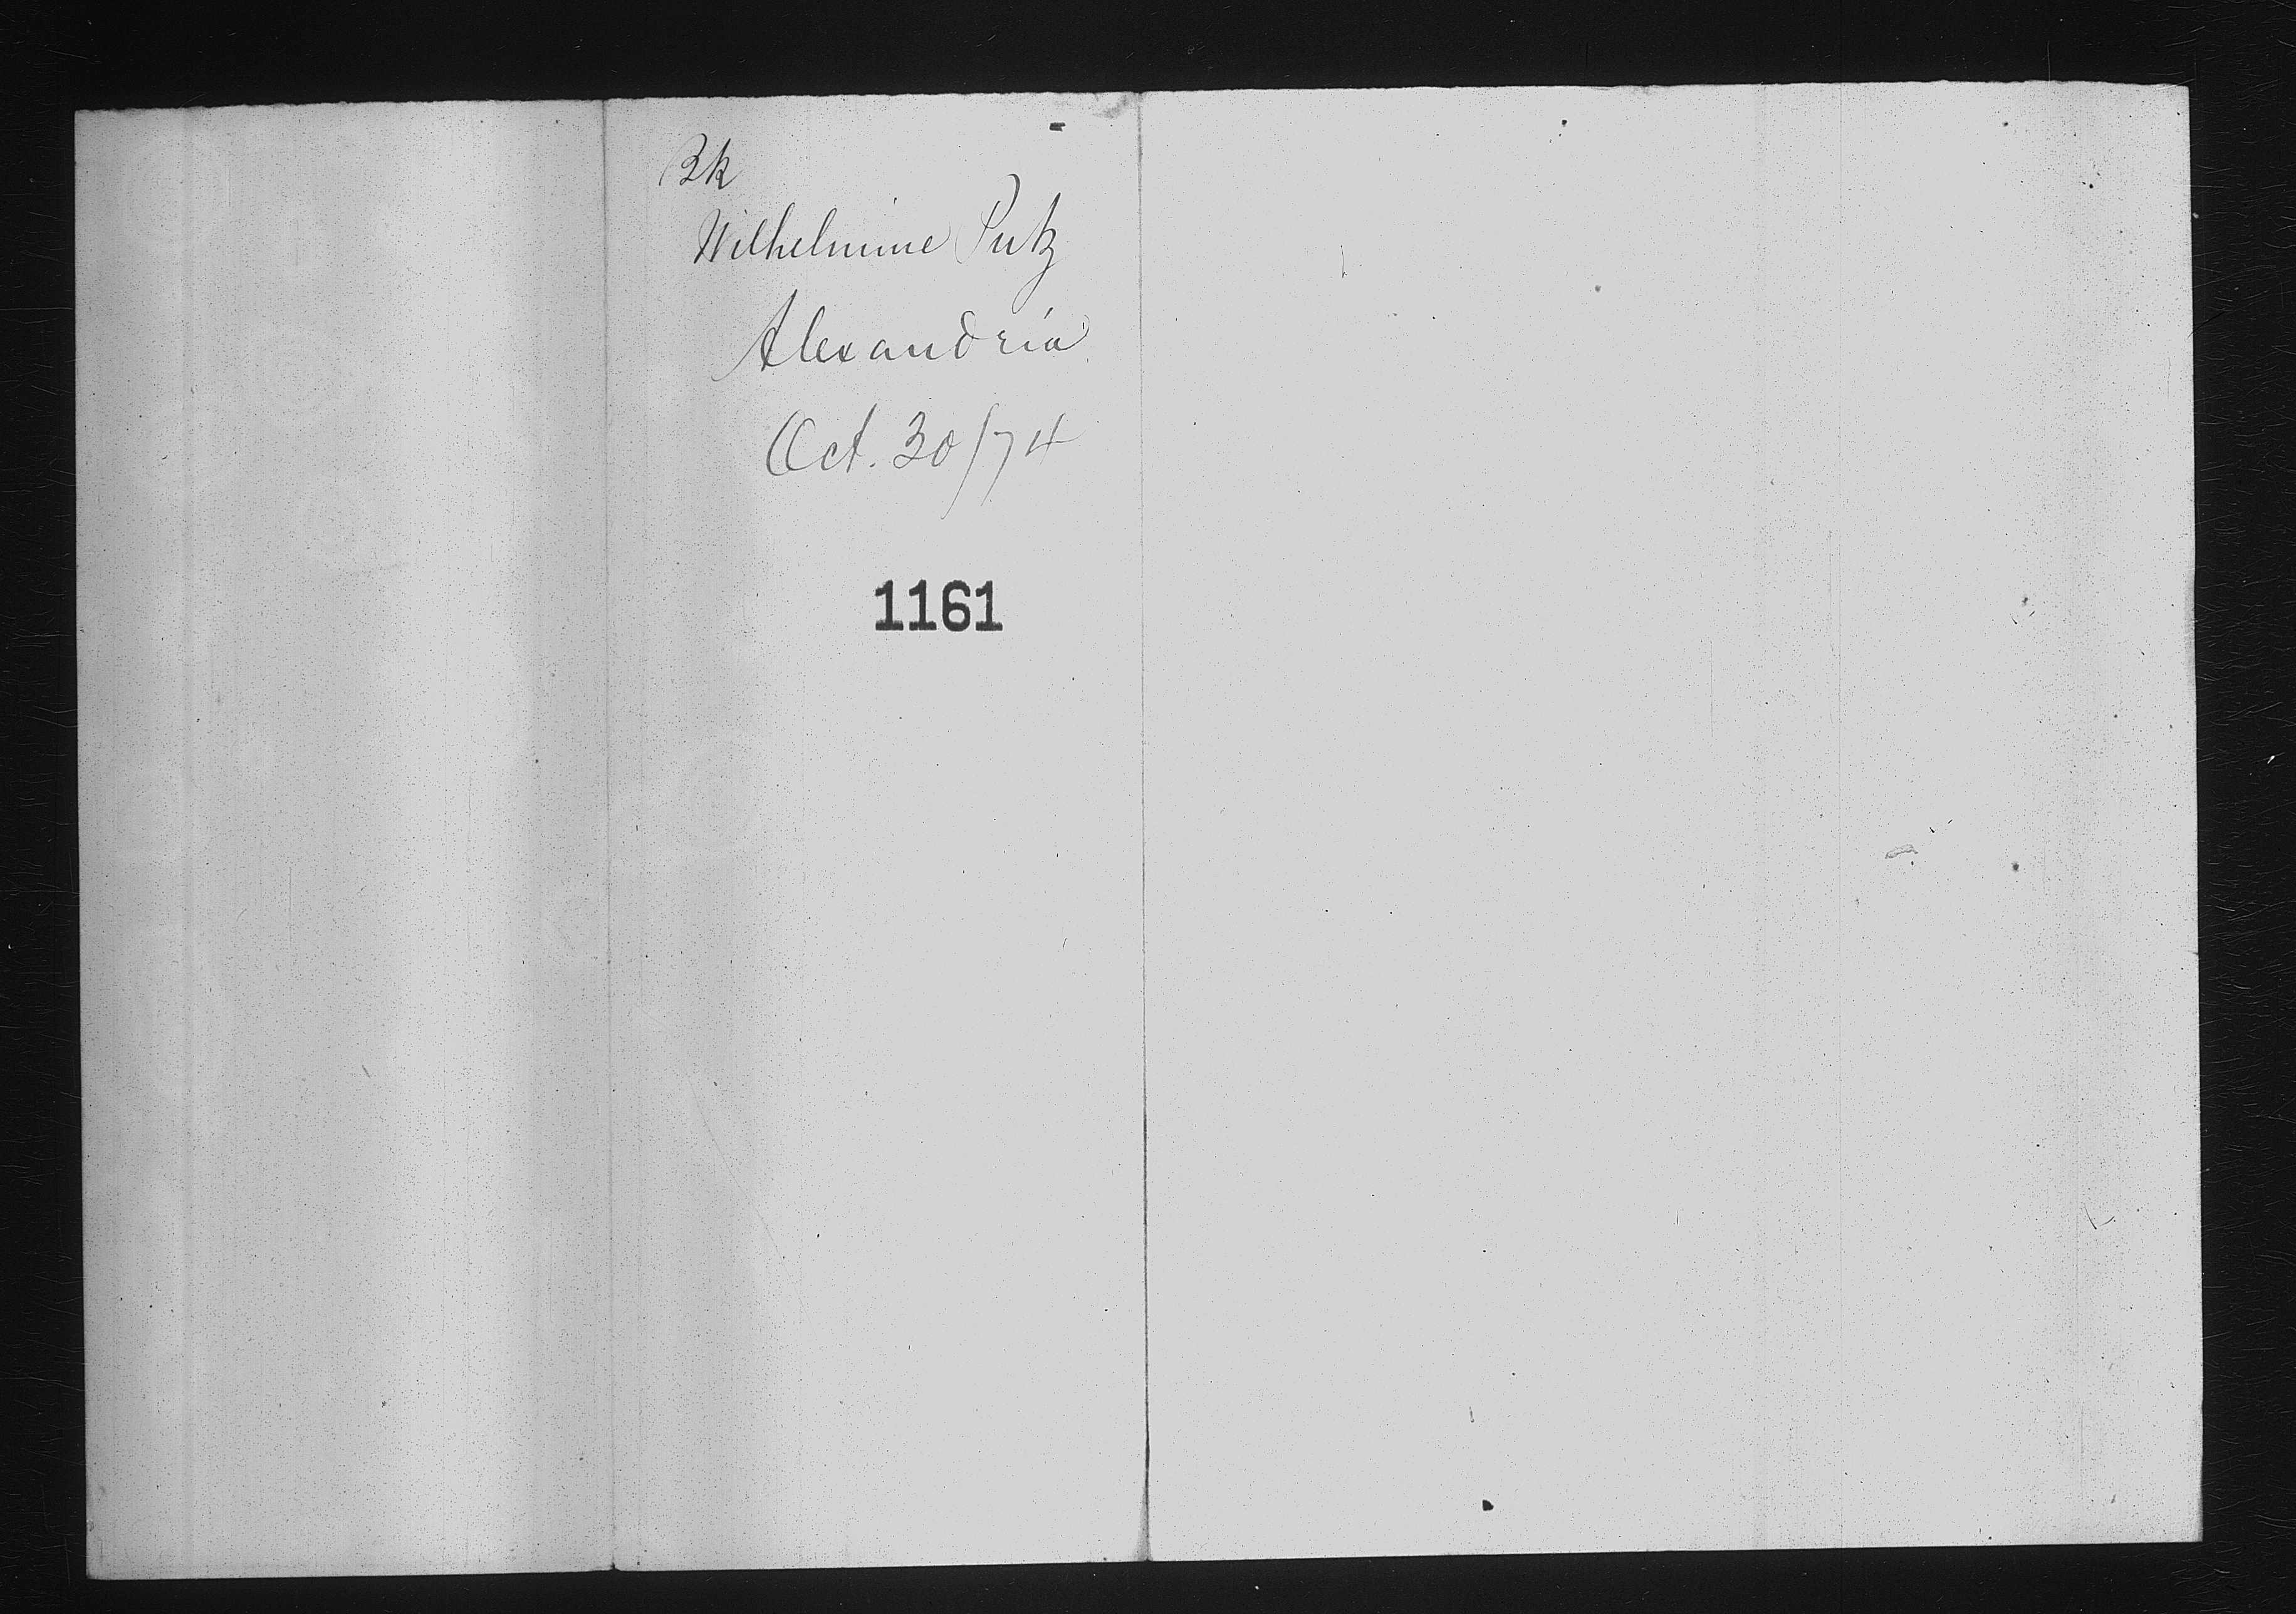 Bk
Wilhelmine Putz
Alexandria
Oct. 30/74
1161